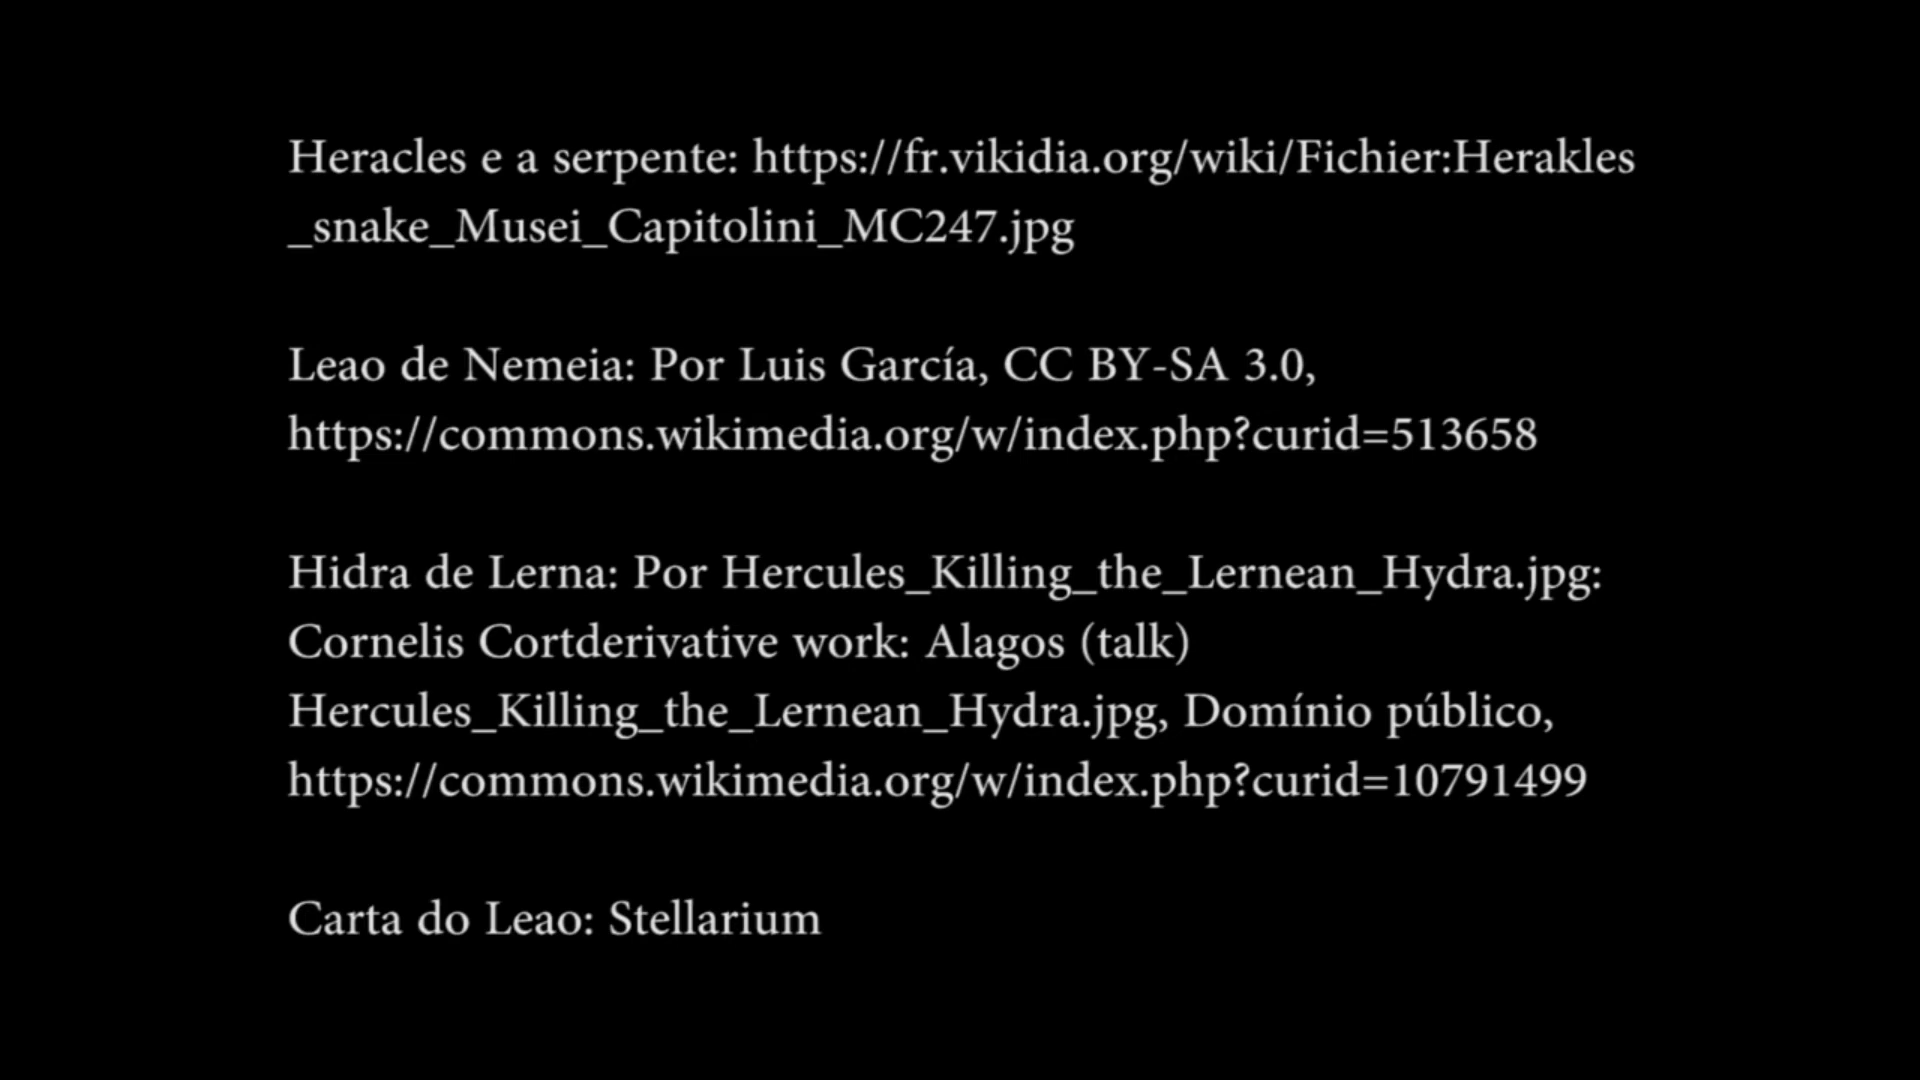 Heracles e a serpente: https://fr.vikidia.org/wiki/Fichier:Herakles
_snake_Musei_Capitolini_MC247.jpg
Leao de Nemeia: Por Luis García, CC BY-SA 3.0,
https://commons.wikimedia.org/w/index.php?curid=513658
Hidra de Lerna: Por Hercules_Killing_the_Lernean_Hydra.jpg:
Cornelis Cortderivative work: Alagos (talk)
Hercules_Killing_the_Lernean_Hydra.jpg, Domínio público,
https://commons.wikimedia.org/w/index.php?curid=10791499
Carta do Leao: Stellarium